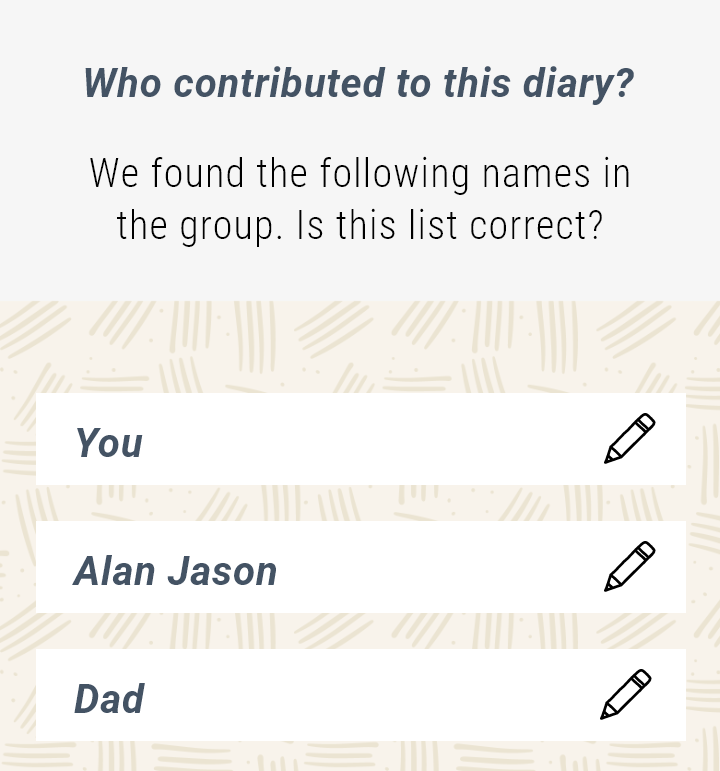 Who contributed to this diary?
We found the following names in
the group. Is this list correct?
You
Alan Jason
Dad